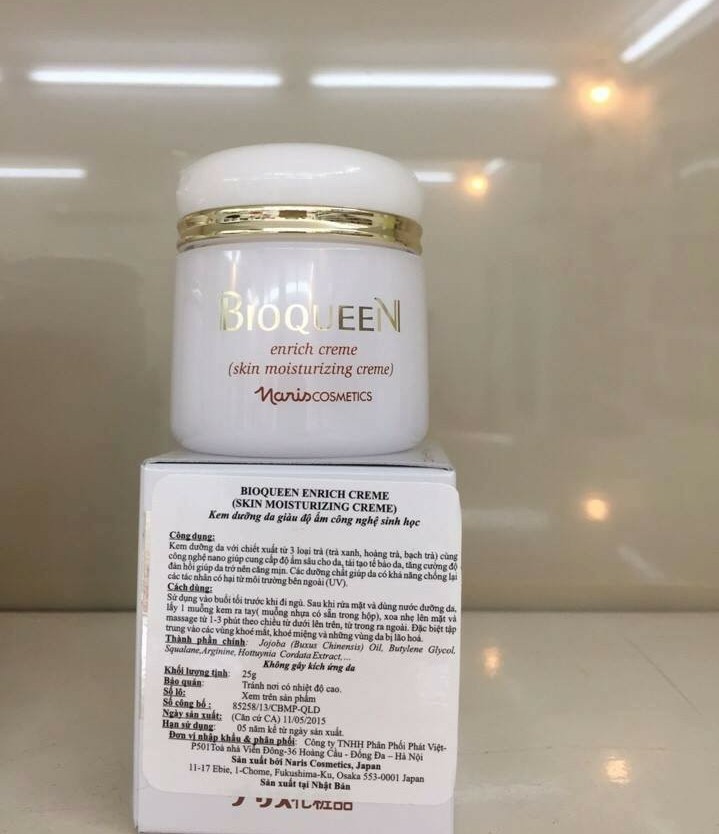 BIOQUEEN
enrich creme
(skin moisturizing creme)
Naris COSMETICS
BIOQUEEN ENRICH CREME
(SKIN MOISTURIZING CREME)
Kem dưỡng da giàu độ ẩm công nghệ sinh học
Công dụng:
Kem dưỡng da với chiết xuất từ 3 loại trà (trà xanh, hoàng trà, bạch trà) cùng
công nghệ nano giúp cung cấp độ ẩm sâu cho da, tái tạo tế bào da, tăng cường độ
đàn hồi giúp da trở nên căng mịn. Các dưỡng chất giúp da có khả năng chống lại
các tác nhân có hại từ môi trường bên ngoài (UV).
Cách dùng:
Sử dụng vào buổi tối trước khi đi ngủ. Sau khi rửa mặt và dùng nước dưỡng da,
lấy 1 muỗng kem ra tay( muỗng nhựa có sẵn trong hộp), xoa nhẹ lên mặt và
massage từ 1-3 phút theo chiều từ dưới lên trên, từ trong ra ngoài. Đặc biệt tập
trung vào các vùng khoé mắt, khoé miệng và những vùng da bị lão hoá.
Thành phần chính: Jojoba (Buxus Chinensis) Oil, Butylene Glycol,
Squalane,Arginine, Hottuynia Cordata Extract,...
Không gây kích ứng da
Khối lượng tịnh: 25g
Bảo quản: Tránh nơi có nhiệt độ cao.
Số lô: Xem trên sản phẩm
Số công bố : 85258/13/CBMP-QLD
Ngày sản xuất: (Căn cứ CA) 11/05/2015
Hạn sử dụng: 05 năm kể từ ngày sản xuất.
Đơn vị nhập khẩu & phân phối: Công ty TNHH Phân Phối Phát Việt-
P501Toà nhà Viễn Đông-36 Hoàng Cầu - Đống Đa – Hà Nội
Sản xuất bởi Naris Cosmetics, Japan
11-17 Ebie, 1-Chome, Fukushima-Ku, Osaka 553-0001 Japan
Sản xuất tại Nhật Bản
ナリス化粧品